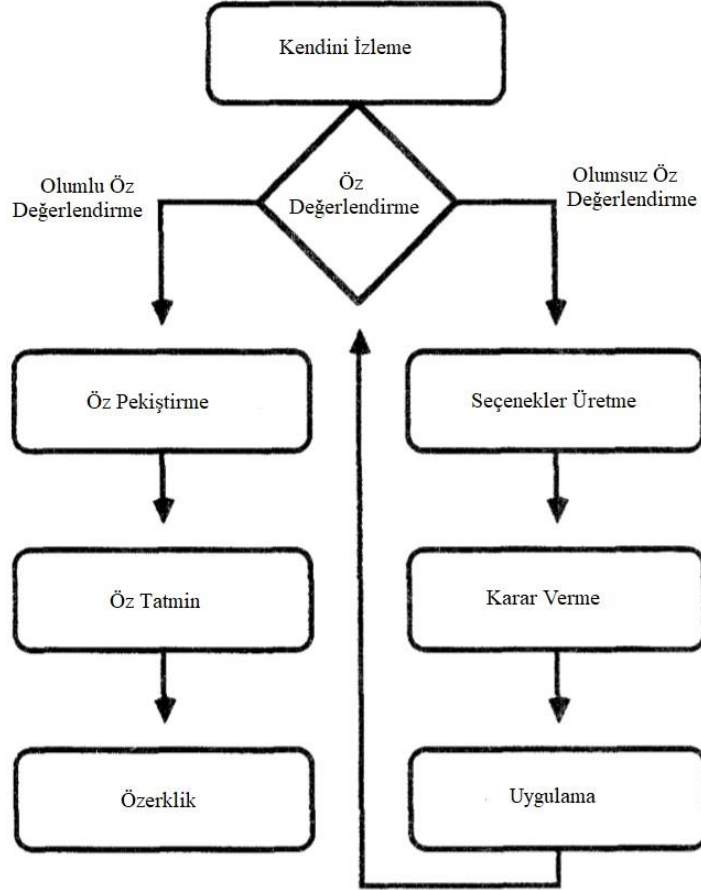 Kendini İzleme
Olumlu Öz
Değerlendirme
Öz
Değerlendirme
Olumsuz Öz
Değerlendirme
Öz Pekiştirme
Seçenekler Üretme
Öz Tatmin
Karar Verme
Özerklik
Uygulama